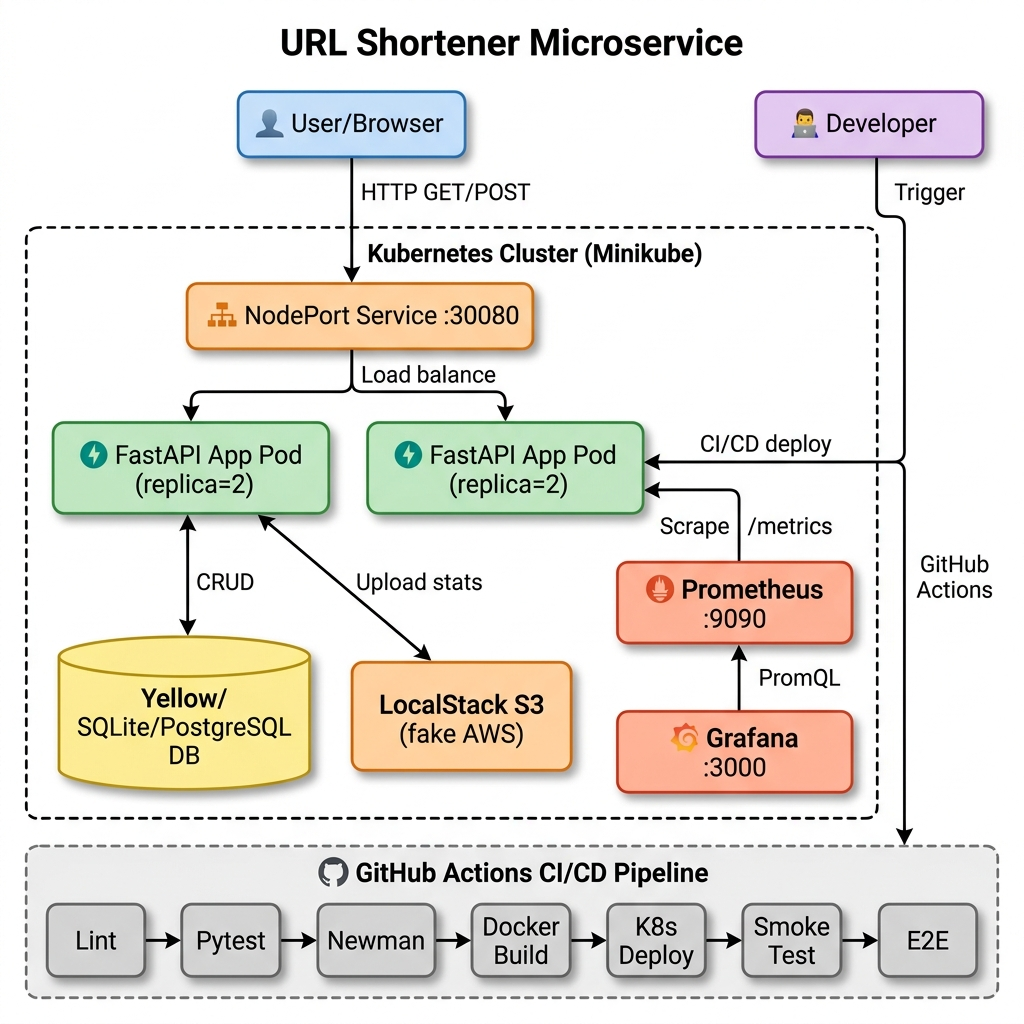 URL Shortener Microservice
User/Browser
Developer
HTTP GET/POST
Trigger
Kubernetes Cluster (Minikube)
NodePort Service :30080
Load balance
FastAPI App Pod
(replica=2)
FastAPI App Pod
(replica=2)
CI/CD deploy
Scrape /metrics
CRUD
Upload stats
GitHub
Actions
Prometheus
:9090
PromQL
Yellow/
SQLite/PostgreSQL
DB
LocalStack S3
(fake AWS)
Grafana
:3000
GitHub Actions CI/CD Pipeline
Lint
Pytest
Newman
Docker
Build
K8s
Deploy
Smoke
Test
E2E